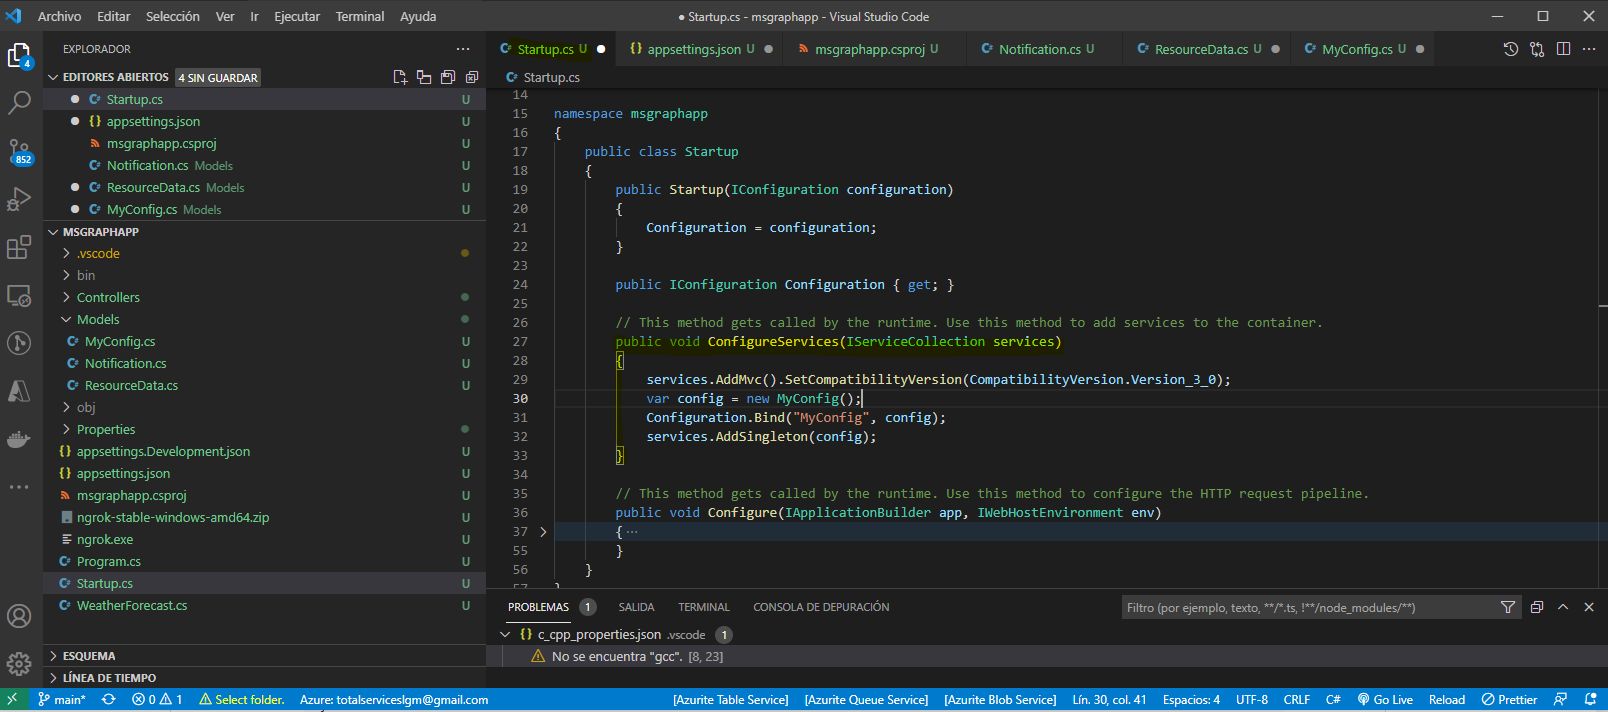 Archivo Editar Selección Ver Ir Ejecutar Terminal Ayuda
● Startup.cs - msgraphapp - Visual Studio Code
EXPLORADOR
EDITORES ABIERTOS 4 SIN GUARDAR
Startup.cs U
appsettings.json U
msgraphapp.csproj U
Notification.cs Models U
ResourceData.cs Models U
MyConfig.cs Models U
MSGRAPHAPP
.vscode
bin
Controllers
Models
MyConfig.cs U
Notification.cs U
ResourceData.cs U
obj
Properties
appsettings.Development.json U
appsettings.json U
msgraphapp.csproj U
ngrok-stable-windows-amd64.zip U
ngrok.exe U
Program.cs U
Startup.cs U
WeatherForecast.cs U
ESQUEMA
LÍNEA DE TIEMPO
4
852
Startup.cs U appsettings.json U msgraphapp.csproj U Notification.cs U ResourceData.cs U MyConfig.cs U
Startup.cs
14
15 namespace msgraphapp
16 {
17 public class Startup
18 {
19 public Startup(IConfiguration configuration)
20 {
21 Configuration = configuration;
22 }
23
24 public IConfiguration Configuration { get; }
25
26 // This method gets called by the runtime. Use this method to add services to the container.
27 public void ConfigureServices(IServiceCollection services)
28 {
29 services.AddMvc().SetCompatibilityVersion(CompatibilityVersion.Version_3_0);
30 var config = new MyConfig();
31 Configuration.Bind("MyConfig", config);
32 services.AddSingleton(config);
33 }
34
35 // This method gets called by the runtime. Use this method to configure the HTTP request pipeline.
36 public void Configure(IApplicationBuilder app, IWebHostEnvironment env)
37 { ···
55 }
56 }
57 }
PROBLEMAS 1 SALIDA TERMINAL CONSOLA DE DEPURACIÓN
Filtro (por ejemplo, texto, **/*.ts, !**/node_modules/**)
c_cpp_properties.json .vscode 1
No se encuentra "gcc". [8, 23]
main* 0 1 Select folder. Azure: totalserviceslgm@gmail.com [Azurite Table Service] [Azurite Queue Service] [Azurite Blob Service] Lín. 30, col. 41 Espacios: 4 UTF-8 CRLF C# Go Live Reload Prettier